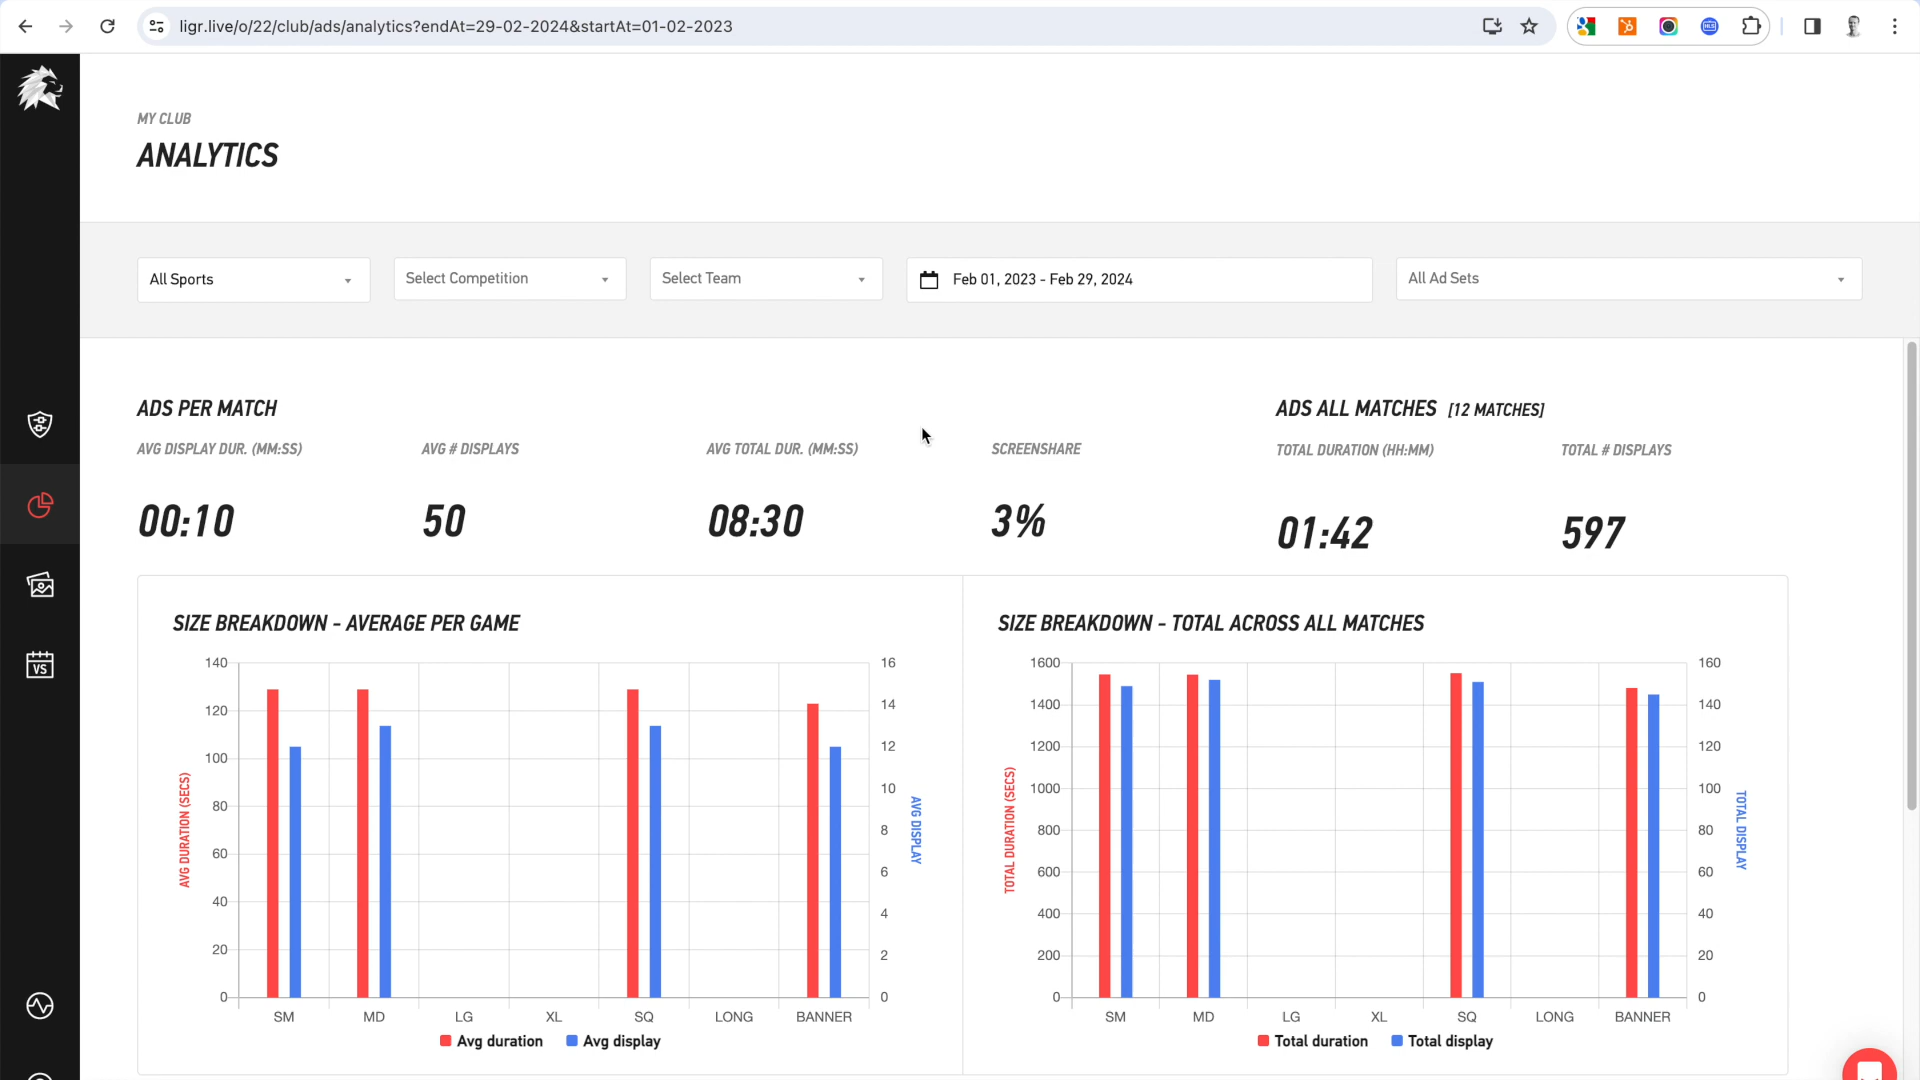 ligr.live/o/22/club/ads/analytics?endAt=29-02-2024&startAt=01-02-2023
MY CLUB
ANALYTICS
All Sports
Select Competition
Select Team
Feb 01, 2023 - Feb 29, 2024
All Ad Sets
ADS PER MATCH
ADS ALL MATCHES [12 MATCHES]
AVG DISPLAY DUR. (MM:SS)
AVG # DISPLAYS
AVG TOTAL DUR. (MM:SS)
SCREENSHARE
TOTAL DURATION (HH:MM)
TOTAL # DISPLAYS
00:10
50
08:30
3%
01:42
597
SIZE BREAKDOWN - AVERAGE PER GAME
140
120
100
80
60
40
20
0
AVG DURATION (SECS)
16
14
12
10
8
6
4
2
0
AVG DISPLAY
SM MD LG XL SQ LONG BANNER
Avg duration Avg display
SIZE BREAKDOWN - TOTAL ACROSS ALL MATCHES
1600
1400
1200
1000
800
600
400
200
0
TOTAL DURATION (SECS)
160
140
120
100
80
60
40
20
0
TOTAL DISPLAY
SM MD LG XL SQ LONG BANNER
Total duration Total display
VS
HLS